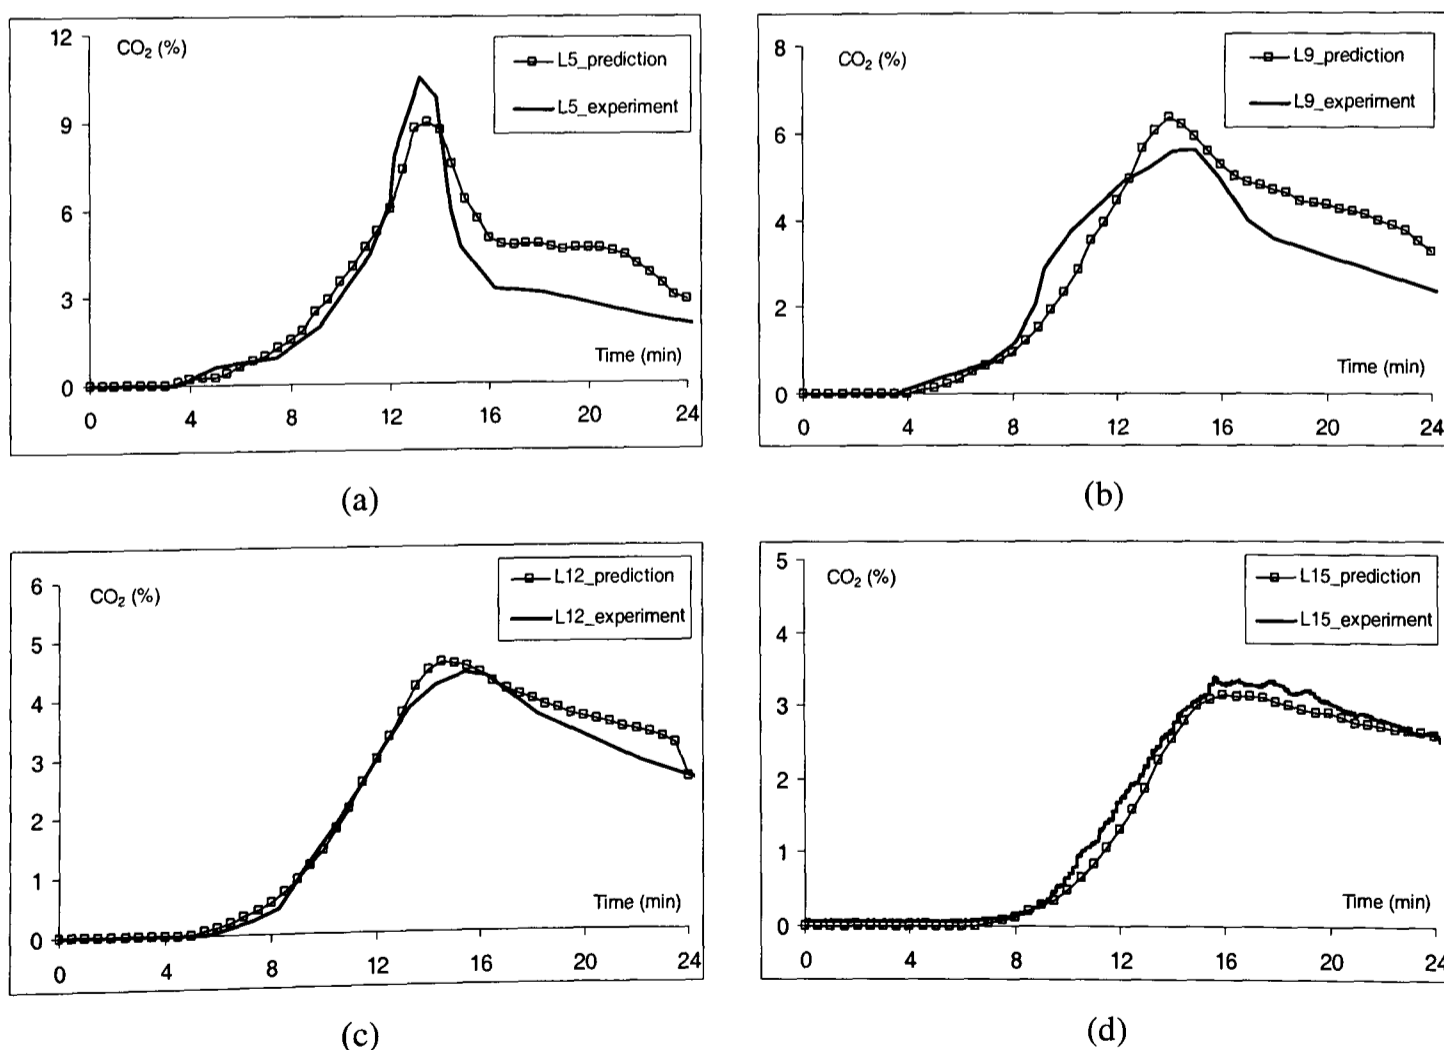 12
CO₂ (%)
L5_prediction
L5_experiment
9
6
3
Time (min)
0
0 4 8 12 16 20 24
(a)
8
CO₂ (%)
L9_prediction
L9_experiment
6
4
2
Time (min)
0
0 4 8 12 16 20 24
(b)
6
CO₂ (%)
L12_prediction
L12_experiment
5
4
3
2
1
Time (min)
0
0 4 8 12 16 20 24
(c)
5
CO₂ (%)
L15_prediction
L15_experiment
4
3
2
1
Time (min)
0
0 4 8 12 16 20 24
(d)